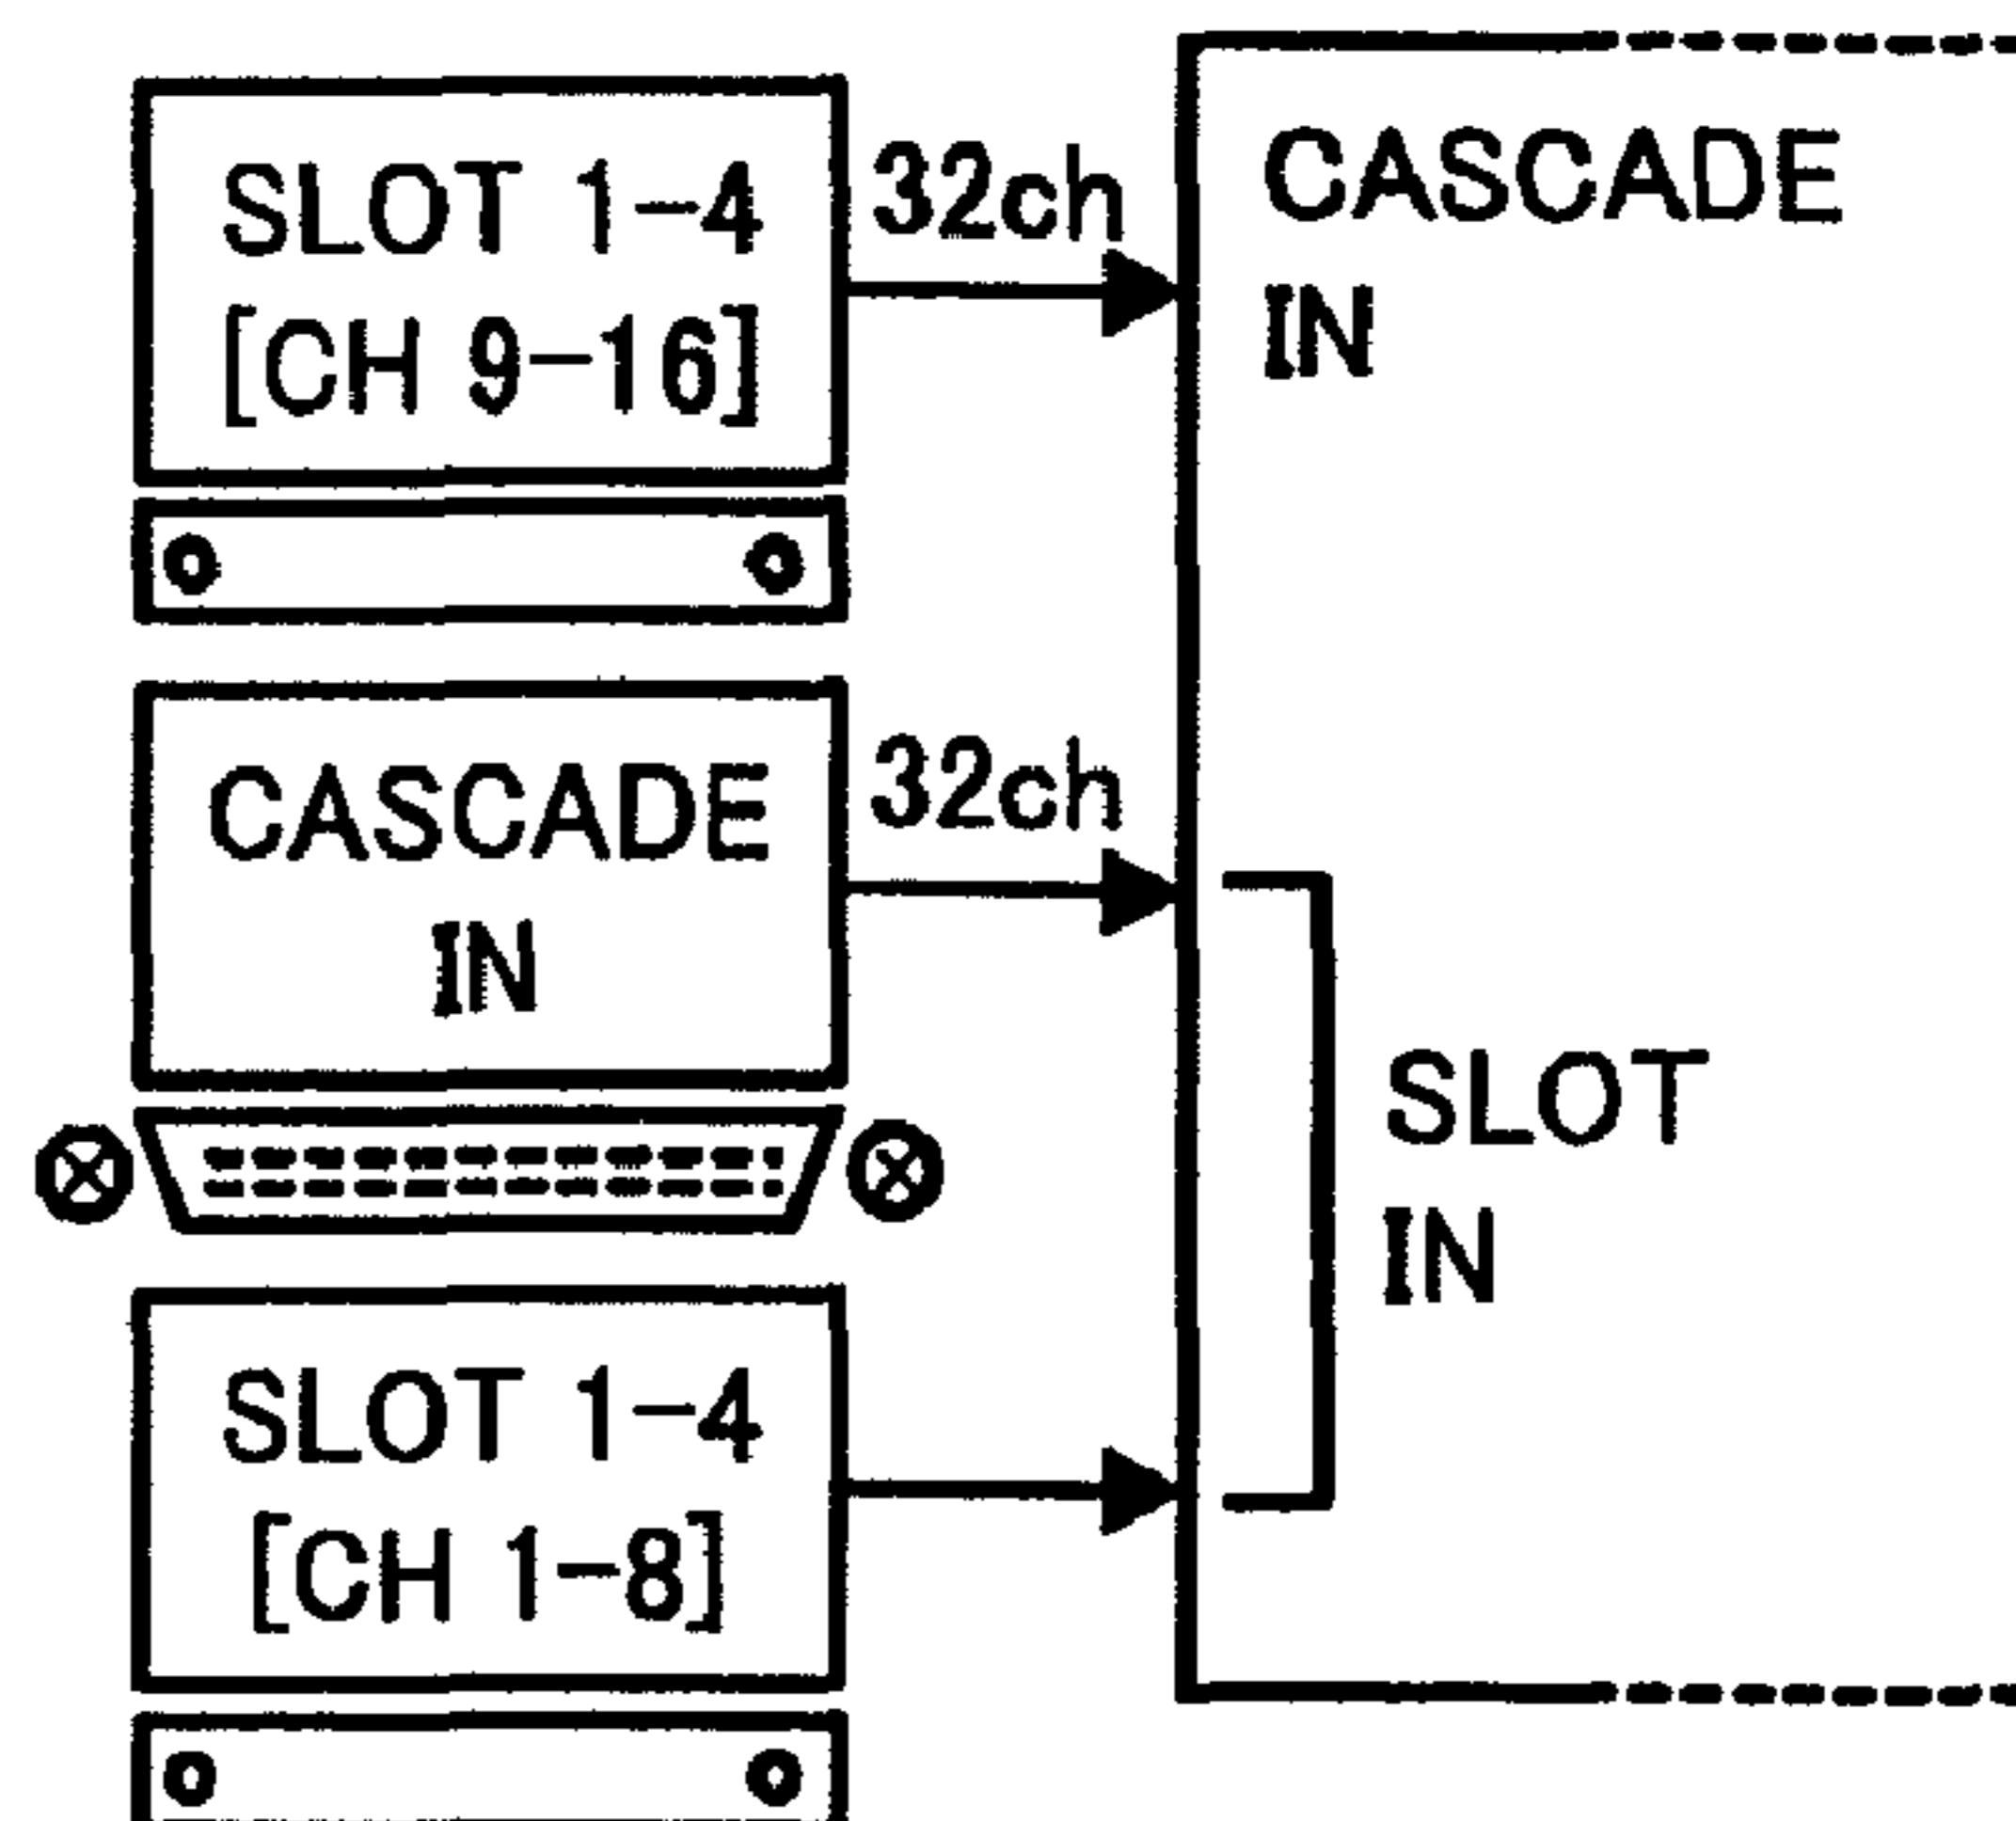 SLOT 1-4
[CH 9-16]
32ch
CASCADE
IN
CASCADE
IN
32ch
SLOT
IN
SLOT 1-4
[CH 1-8]